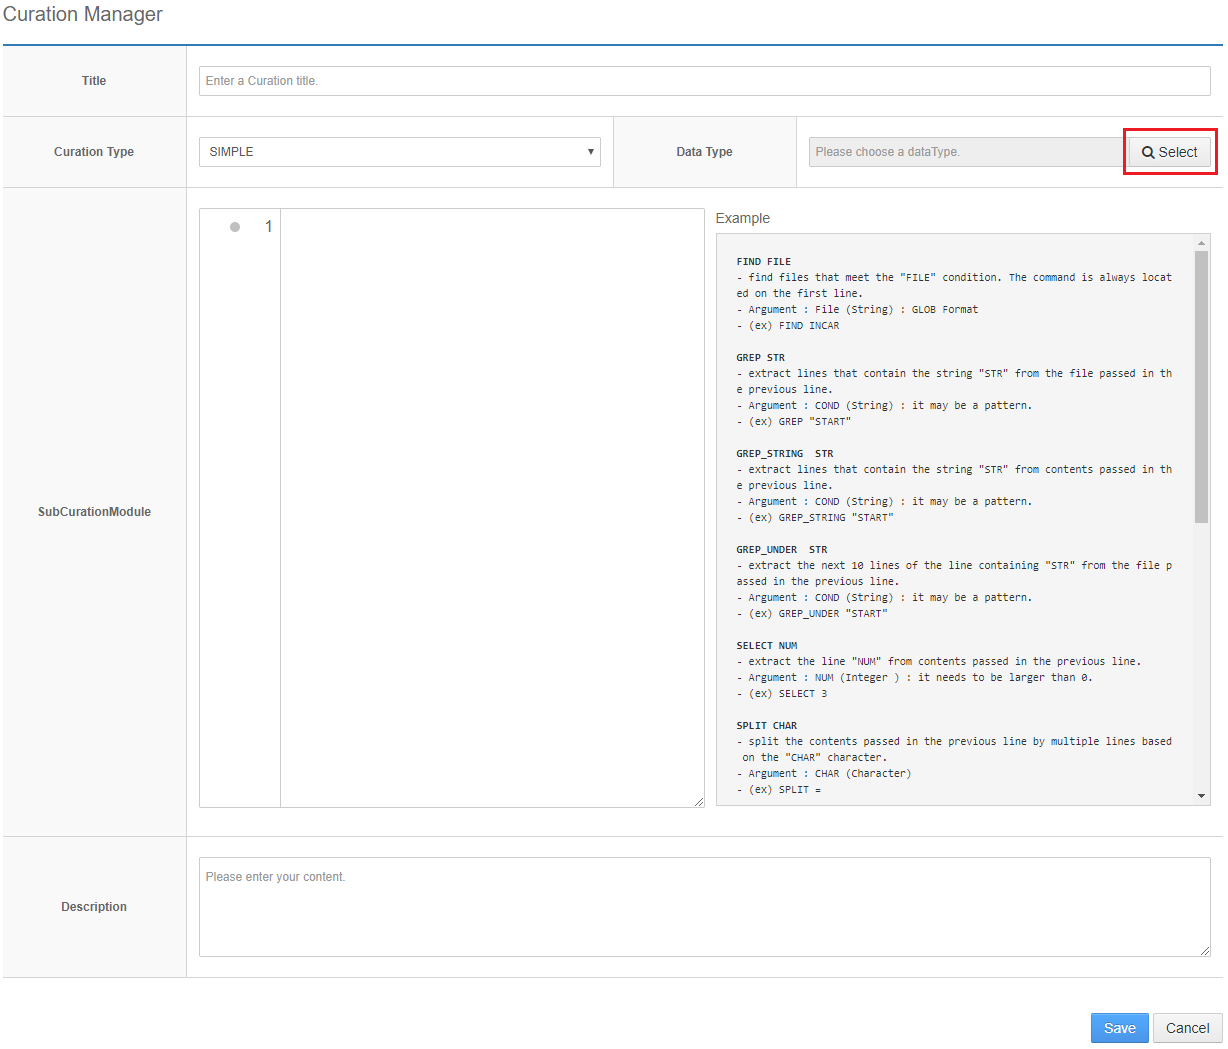 Curation Manager
Title
Enter a Curation title.
Curation Type
SIMPLE
Data Type
Please choose a dataType.
Select
SubCurationModule
1
Example
FIND FILE
- find files that meet the "FILE" condition. The command is always locat
ed on the first line.
- Argument : File (String) : GLOB Format
- (ex) FIND INCAR
GREP STR
- extract lines that contain the string "STR" from the file passed in th
e previous line.
- Argument : COND (String) : it may be a pattern.
- (ex) GREP "START"
GREP_STRING  STR
- extract lines that contain the string "STR" from contents passed in th
e previous line.
- Argument : COND (String) : it may be a pattern.
- (ex) GREP_STRING "START"
GREP_UNDER  STR
- extract the next 10 lines of the line containing "STR" from the file p
assed in the previous line.
- Argument : COND (String) : it may be a pattern.
- (ex) GREP_UNDER "START"
SELECT NUM
- extract the line "NUM" from contents passed in the previous line.
- Argument : NUM (Integer ) : it needs to be larger than 0.
- (ex) SELECT 3
SPLIT CHAR
- split the contents passed in the previous line by multiple lines based
on the "CHAR" character.
- Argument : CHAR (Character)
- (ex) SPLIT =
Description
Please enter your content.
Save
Cancel